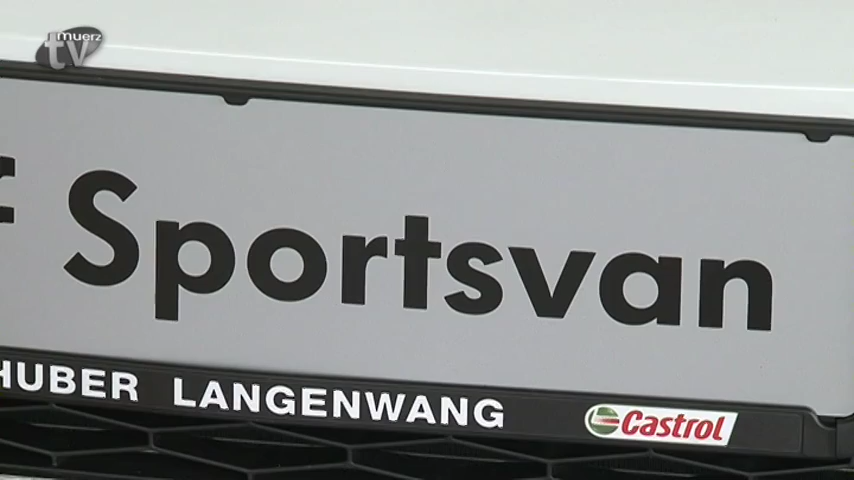 muerz
tv
Sportsvan
HUBER LANGENWANG
Castrol